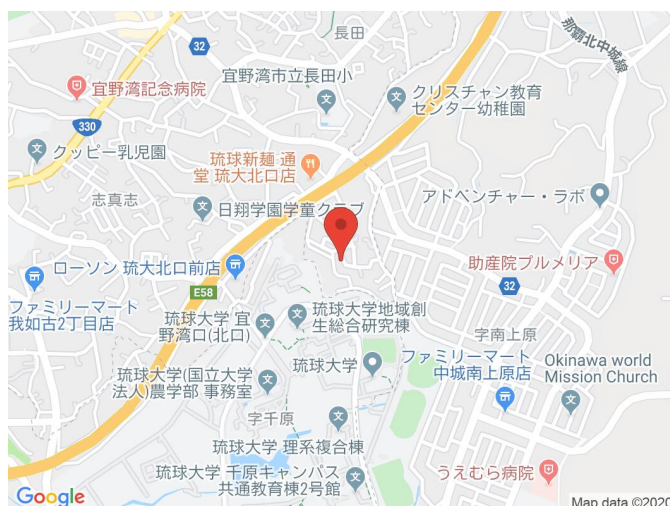 長田
那覇北中城線
32
宜野湾市立長田小
宜野湾記念病院
クリスチャン教育
センター幼稚園
330
クッピー乳児園
琉球新麺 通
堂 琉大北口店
志真志
アドベンチャー・ラボ
日翔学園学童クラブ
助産院プルメリア
ローソン 琉大北口前店
32
E58
ファミリーマート
我如古2丁目店
琉球大学 宜
野湾口(北口)
琉球大学地域創
生総合研究棟
字南上原
琉球大学
ファミリーマート
中城南上原店
Okinawa world
Mission Church
琉球大学(国立大学
法人)農学部 事務室
字千原
琉球大学 理系複合棟
うえむら病院
琉球大学 千原キャンパス
共通教育棟2号館
Google
Map data ©2020